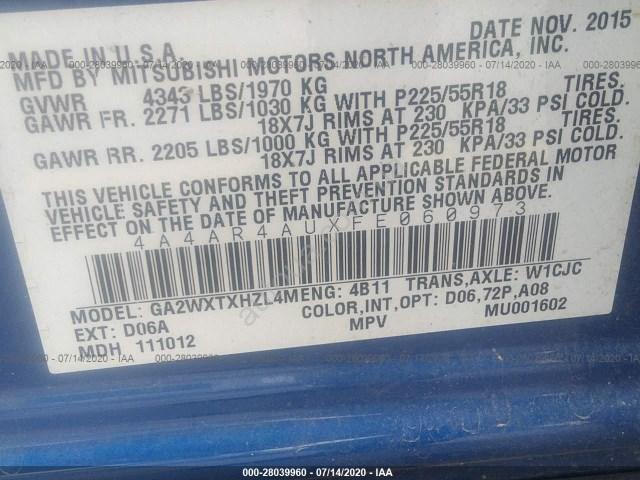 DATE NOV. 2015
MADE IN U.S.A.
MFD BY MITSUBISHI MOTORS NORTH AMERICA, INC.
GVWR 4343 LBS/1970 KG
GAWR FR. 2271 LBS/1030 KG WITH P225/55R18 TIRES.
18X7J RIMS AT 230 KPA/33 PSI COLD.
GAWR RR. 2205 LBS/1000 KG WITH P225/55R18 TIRES.
18X7J RIMS AT 230 KPA/33 PSI COLD.
THIS VEHICLE CONFORMS TO ALL APPLICABLE FEDERAL MOTOR
VEHICLE SAFETY AND THEFT PREVENTION STANDARDS IN
EFFECT ON THE DATE OF MANUFACTURE SHOWN ABOVE.
4A4AR4AUXFE060973
MODEL: GA2WXTXHZL4M ENG: 4B11 TRANS,AXLE: W1CJC
EXT: D06A COLOR,INT,OPT: D06,72P,A08
MDH 111012 MPV MU001602
000-28039960 - 07/14/2020 - IAA